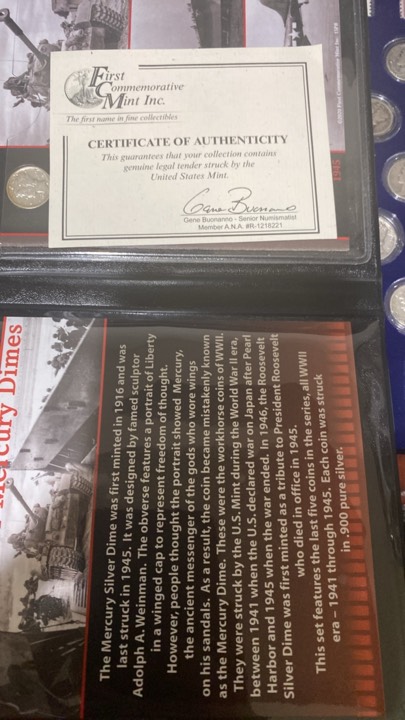 First
Commemorative
Mint Inc.
The first name in fine collectibles
CERTIFICATE OF AUTHENTICITY
This guarantees that your collection contains
genuine legal tender struck by the
United States Mint.
Gene Buonanno
Gene Buonanno - Senior Numismatist
Member A.N.A. #R-1218221
1945
Mercury Dimes
The Mercury Silver Dime was first minted in 1916 and was
last struck in 1945. It was designed by famed sculptor
Adolph A. Weinman. The obverse features a portrait of Liberty
in a winged cap to represent freedom of thought.
However, people thought the portrait showed Mercury,
the ancient messenger of the gods who wore wings
on his sandals. As a result, the coin became mistakenly known
as the Mercury Dime. These were the workhorse coins of WWII.
They were struck by the U.S. Mint during the World War II era,
between 1941 when the U.S. declared war on Japan after Pearl
Harbor and 1945 when the war ended. In 1946, the Roosevelt
Silver Dime was first minted as a tribute to President Roosevelt
who died in office in 1945.
This set features the last five coins in the series, all WWII
era – 1941 through 1945. Each coin was struck
in .900 pure silver.